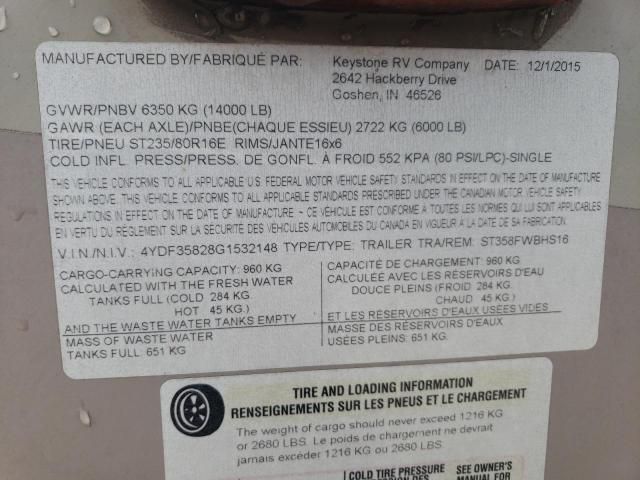 MANUFACTURED BY/FABRIQUÉ PAR: Keystone RV Company DATE: 12/1/2015
2642 Hackberry Drive
Goshen, IN 46526
GVWR/PNBV 6350 KG (14000 LB)
GAWR (EACH AXLE)/PNBE(CHAQUE ESSIEU) 2722 KG (6000 LB)
TIRE/PNEU ST235/80R16E RIMS/JANTE16x6
COLD INFL. PRESS/PRESS. DE GONFL. À FROID 552 KPA (80 PSI/LPC)-SINGLE
THIS VEHICLE CONFORMS TO ALL APPLICABLE U.S. FEDERAL MOTOR VEHICLE SAFETY STANDARDS IN EFFECT ON THE DATE OF MANUFACTURE
SHOWN ABOVE. THIS VEHICLE CONFORMS TO ALL APPLICABLE STANDARDS PRESCRIBED UNDER THE CANADIAN MOTOR VEHICLE SAFETY
REGULATIONS IN EFFECT ON THE DATE OF MANUFACTURE - CE VÉHICULE EST CONFORME À TOUTES LES NORMES QUI LUI SONT APPLICABLES
EN VERTU DU RÈGLEMENT SUR LA SÉCURITÉ DES VÉHICULES AUTOMOBILES DU CANADA EN VIGUEUR À LA DATE DE SA FABRICATION.
V.I.N./N.I.V.: 4YDF35828G1532148 TYPE/TYPE: TRAILER TRA/REM: ST358FWBHS16
CARGO-CARRYING CAPACITY: 960 KG
CALCULATED WITH THE FRESH WATER
TANKS FULL (COLD 284 KG.
HOT 45 KG.)
AND THE WASTE WATER TANKS EMPTY
MASS OF WASTE WATER
TANKS FULL: 651 KG
CAPACITÉ DE CHARGEMENT: 960 KG
CALCULÉE AVEC LES RÉSERVOIRS D'EAU
DOUCE PLEINS (FROID 284 KG.
CHAUD 45 KG.)
ET LES RÉSERVOIRS D'EAUX USÉES VIDES
MASSE DES RÉSERVOIRS D'EAUX
USÉES PLEINS: 651 KG.
TIRE AND LOADING INFORMATION
RENSEIGNEMENTS SUR LES PNEUS ET LE CHARGEMENT
The weight of cargo should never exceed 1216 KG
or 2680 LBS. Le poids de chargement ne devrait
jamais excéder 1216 KG ou 2680 LBS.
COLD TIRE PRESSURE
SEE OWNER'S
MANUAL FOR